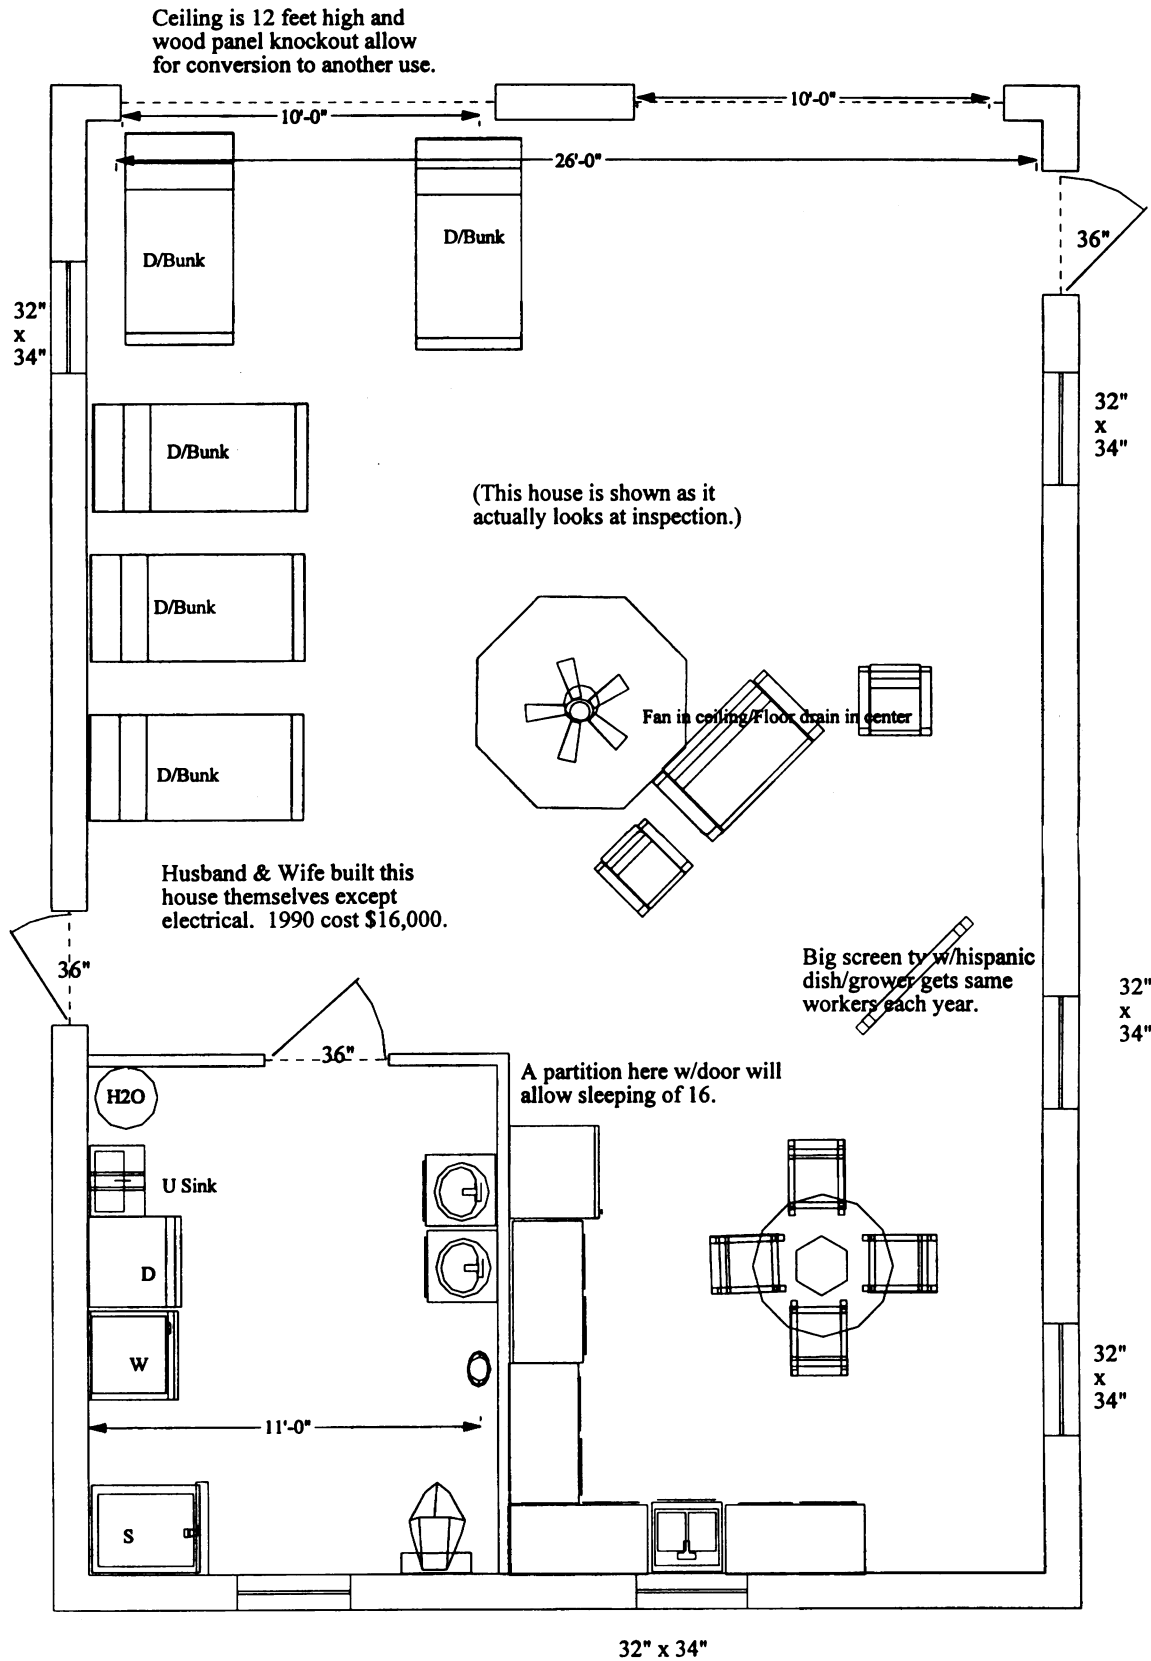 Ceiling is 12 feet high and
wood panel knockout allow
for conversion to another use.
10'-0"
10'-0"
26'-0"
36"
D/Bunk
D/Bunk
32"
x
34"
32"
x
34"
D/Bunk
(This house is shown as it
actually looks at inspection.)
D/Bunk
Fan in ceiling/Floor drain in center
D/Bunk
Husband & Wife built this
house themselves except
electrical. 1990 cost $16,000.
36"
Big screen tv w/hispanic
dish/grower gets same
workers each year.
32"
x
34"
36"
A partition here w/door will
allow sleeping of 16.
H2O
U Sink
D
W
32"
x
34"
11'-0"
S
32" x 34"